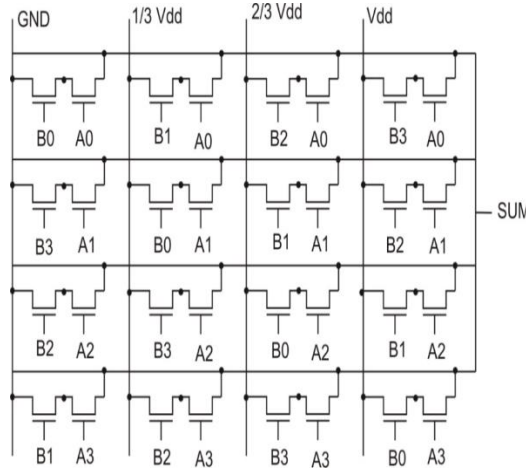 GND 1/3 Vdd 2/3 Vdd Vdd
B0 A0 B1 A0 B2 A0 B3 A0
SUM
B3 A1 B0 A1 B1 A1 B2 A1
B2 A2 B3 A2 B0 A2 B1 A2
B1 A3 B2 A3 B3 A3 B0 A3